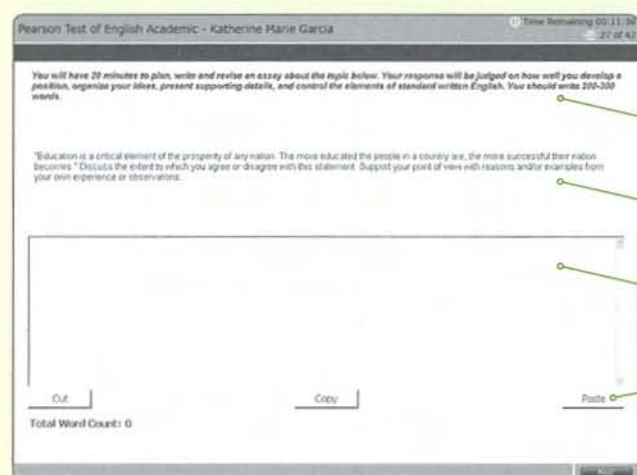 Pearson Test of English Academic - Katherine Marie Garcia
Time Remaining 00:11:36
27 of 42
You will have 20 minutes to plan, write and revise an essay about the topic below. Your response will be judged on how well you develop a
position, organize your ideas, present supporting details, and control the elements of standard written English. You should write 200-300
words.
"Education is a critical element of the prosperity of any nation. The more educated the people in a country are, the more successful their nation
becomes." Discuss the extent to which you agree or disagree with this statement. Support your point of view with reasons and/or examples from
your own experience or observations.
Cut
Copy
Paste
Total Word Count: 0